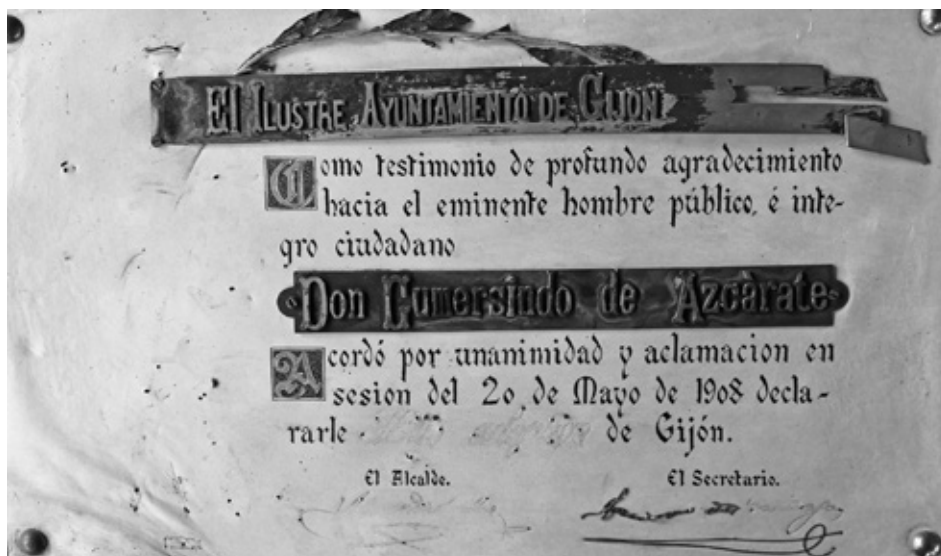 El ILUSTRE AYUNTAMIENTO DE GIJON
Como testimonio de profundo agradecimiento
hacia el eminente hombre público, é inte-
gro ciudadano
Don Gumersindo de Azcàrate
Acordó por unanimidad y aclamacion en
sesion del 20 de Mayo de 1908 decla-
rarle de Gijón.
El Alcalde. El Secretario.